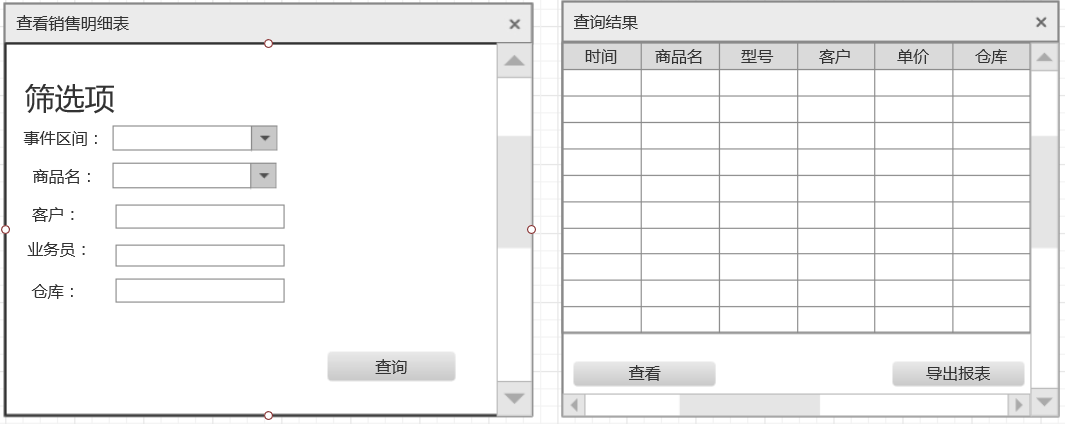 查看销售明细表
筛选项
事件区间：
商品名：
客户：
业务员：
仓库：
查询
查询结果
时间 商品名 型号 客户 单价 仓库
查看 导出报表